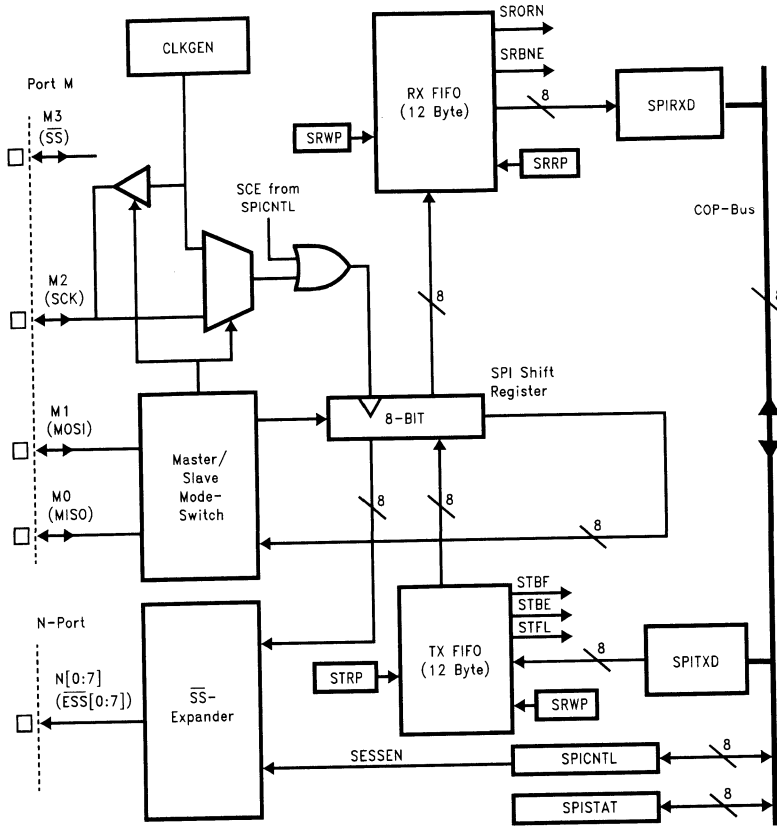 SRORN
CLKGEN
SRBNE
Port M
RX FIFO
(12 Byte)
8
SPIRXD
M3
(SS)
SRWP
SRRP
SCE from
SPICNTL
COP-Bus
M2
(SCK)
8
8
SPI Shift
Register
M1
(MOSI)
8-BIT
Master/
Slave
Mode-
Switch
M0
(MISO)
8
8
8
STBF
STBE
STFL
N-Port
TX FIFO
(12 Byte)
8
SPITXD
N[0:7]
(ESS[0:7])
SS-
Expander
STRP
SRWP
SESSEN
SPICNTL
8
SPISTAT
8